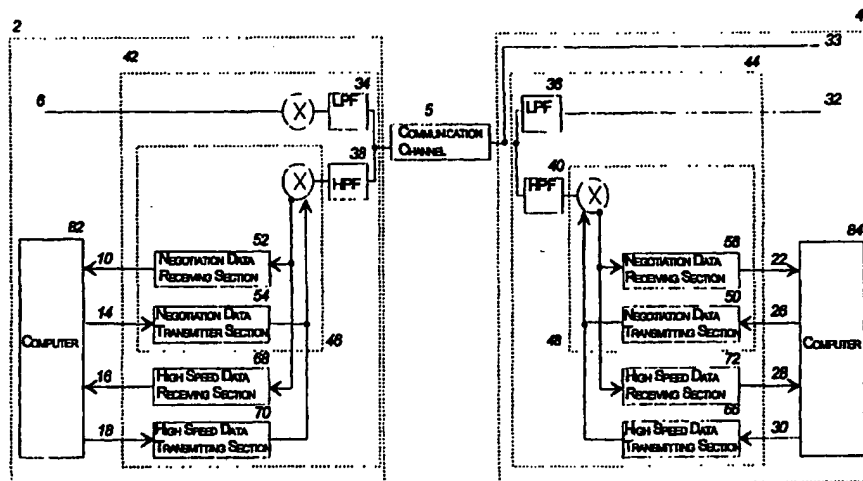 2
4
42
33
34
5
36
44
6
X
LPF
LPF
32
COMMUNICATION
CHANNEL
38
40
X
HPF
HPF
X
82
52
58
84
10
NEGOTIATION DATA
RECEIVING SECTION
NEGOTIATION DATA
RECEIVING SECTION
22
54
50
14
NEGOTIATION DATA
TRANSMITTER SECTION
NEGOTIATION DATA
TRANSMITTING SECTION
26
COMPUTER
COMPUTER
46
48
68
72
16
HIGH SPEED DATA
RECEIVING SECTION
HIGH SPEED DATA
RECEIVING SECTION
28
70
66
18
HIGH SPEED DATA
TRANSMITTING SECTION
HIGH SPEED DATA
TRANSMITTING SECTION
30